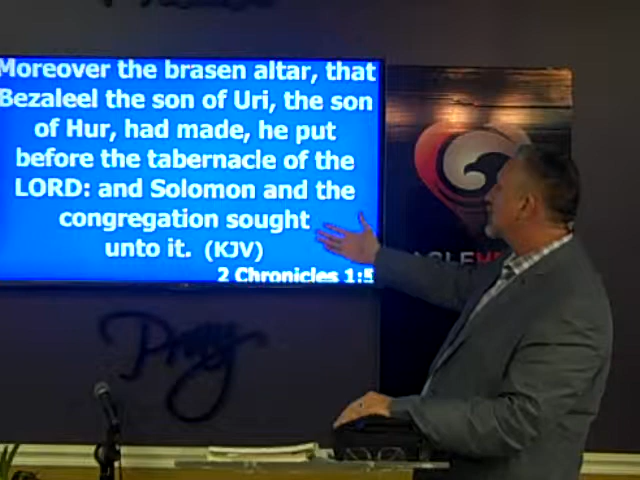 Moreover the brasen altar, that
Bezaleel the son of Uri, the son
of Hur, had made, he put
before the tabernacle of the
LORD: and Solomon and the
congregation sought
unto it. (KJV)
2 Chronicles 1:5
Pray